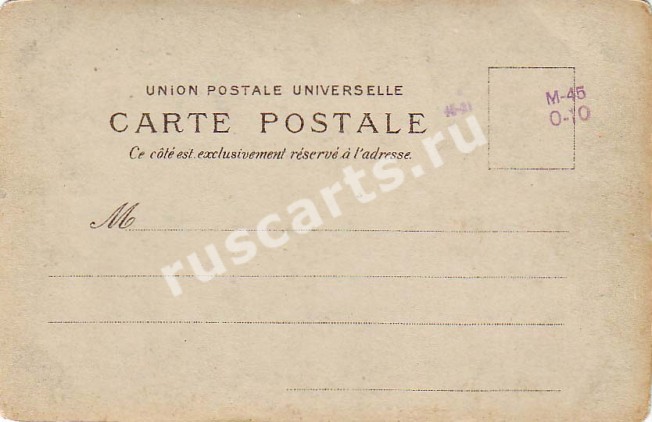 UNION POSTALE UNIVERSELLE
CARTE POSTALE
Ce côté est exclusivement réservé à l'adresse.
M
M-45
0-10
ruscarts.ru